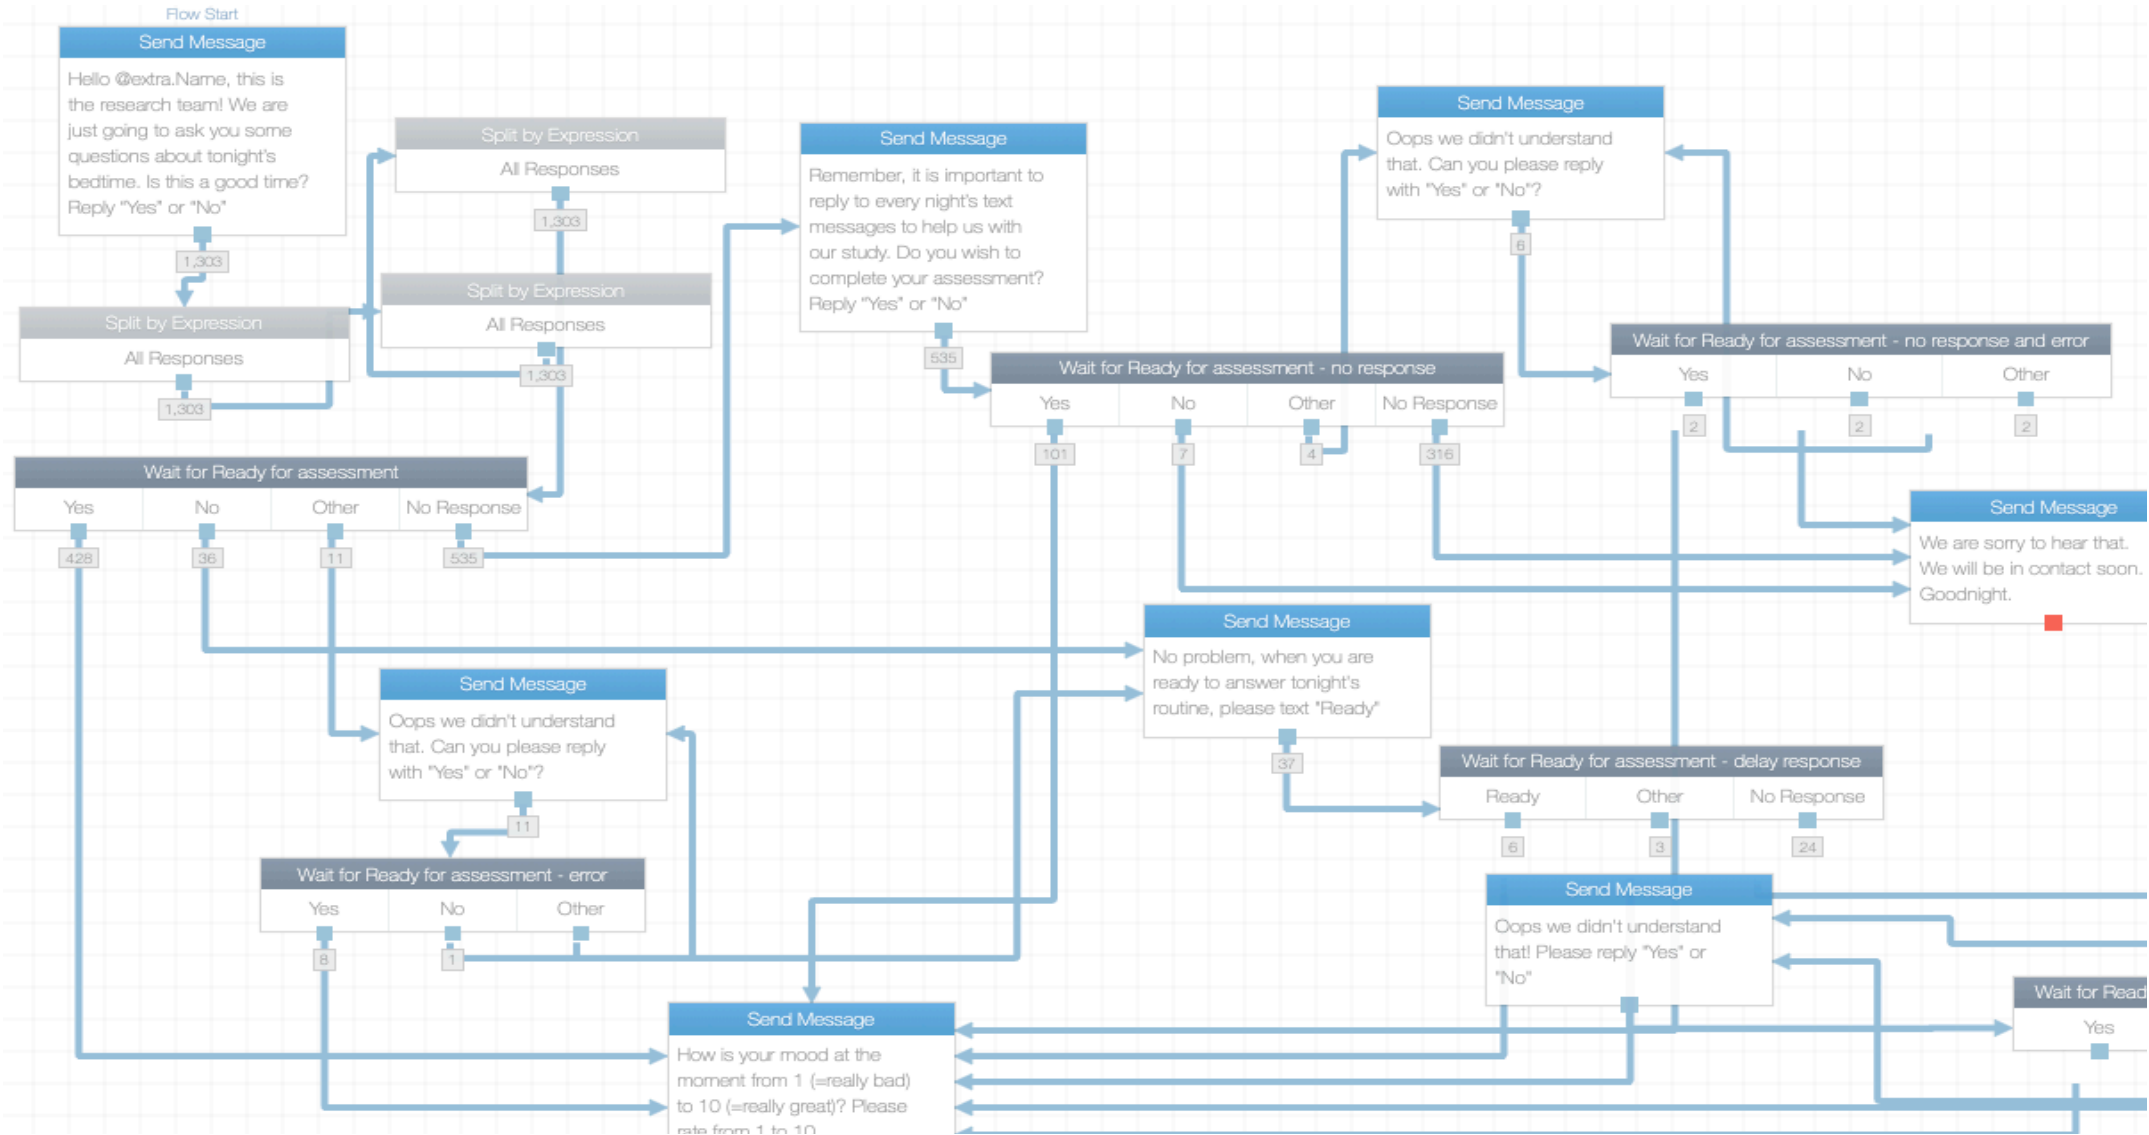 Flow Start
Send Message
Hello @extra.Name, this is
the research team! We are
just going to ask you some
questions about tonight's
bedtime. Is this a good time?
Reply "Yes" or "No"
1,303
Split by Expression
All Responses
1,303
Split by Expression
All Responses
1,303
Split by Expression
All Responses
1,303
Wait for Ready for assessment
Yes No Other No Response
428 36 11 535
Send Message
Remember, it is important to
reply to every night's text
messages to help us with
our study. Do you wish to
complete your assessment?
Reply "Yes" or "No"
535
Wait for Ready for assessment - no response
Yes No Other No Response
101 7 4 316
Send Message
Oops we didn't understand
that. Can you please reply
with "Yes" or "No"?
6
Wait for Ready for assessment - no response and error
Yes No Other
2 2 2
Send Message
We are sorry to hear that.
We will be in contact soon.
Goodnight.
Send Message
No problem, when you are
ready to answer tonight's
routine, please text "Ready"
37
Wait for Ready for assessment - delay response
Ready Other No Response
6 3 24
Send Message
Oops we didn't understand
that. Can you please reply
with "Yes" or "No"?
11
Wait for Ready for assessment - error
Yes No Other
8 1
Send Message
Oops we didn't understand
that! Please reply "Yes" or
"No"
Wait for Read
Yes
Send Message
How is your mood at the
moment from 1 (=really bad)
to 10 (=really great)? Please
rate from 1 to 10